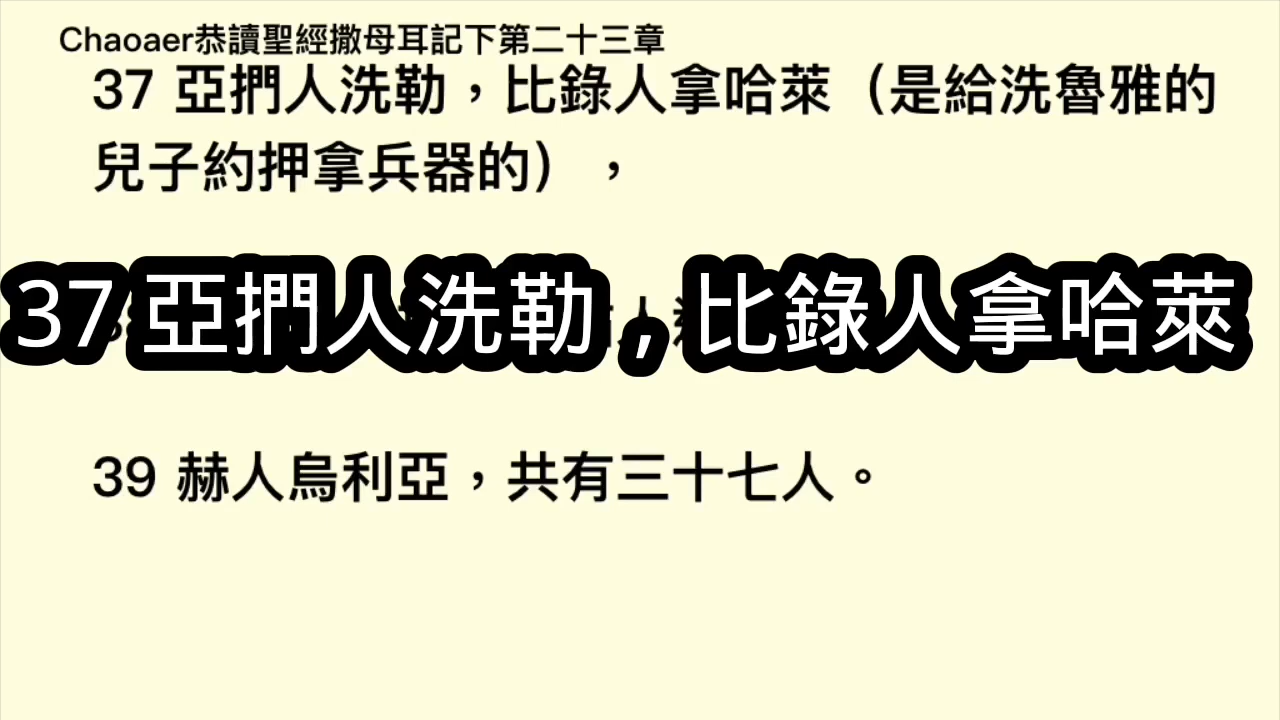 Chaoaer恭讀聖經撒母耳記下第二十三章
37 亞捫人洗勒，比錄人拿哈萊（是給洗魯雅的
兒子約押拿兵器的），
37 亞捫人洗勒，比錄人拿哈萊
39 赫人烏利亞，共有三十七人。